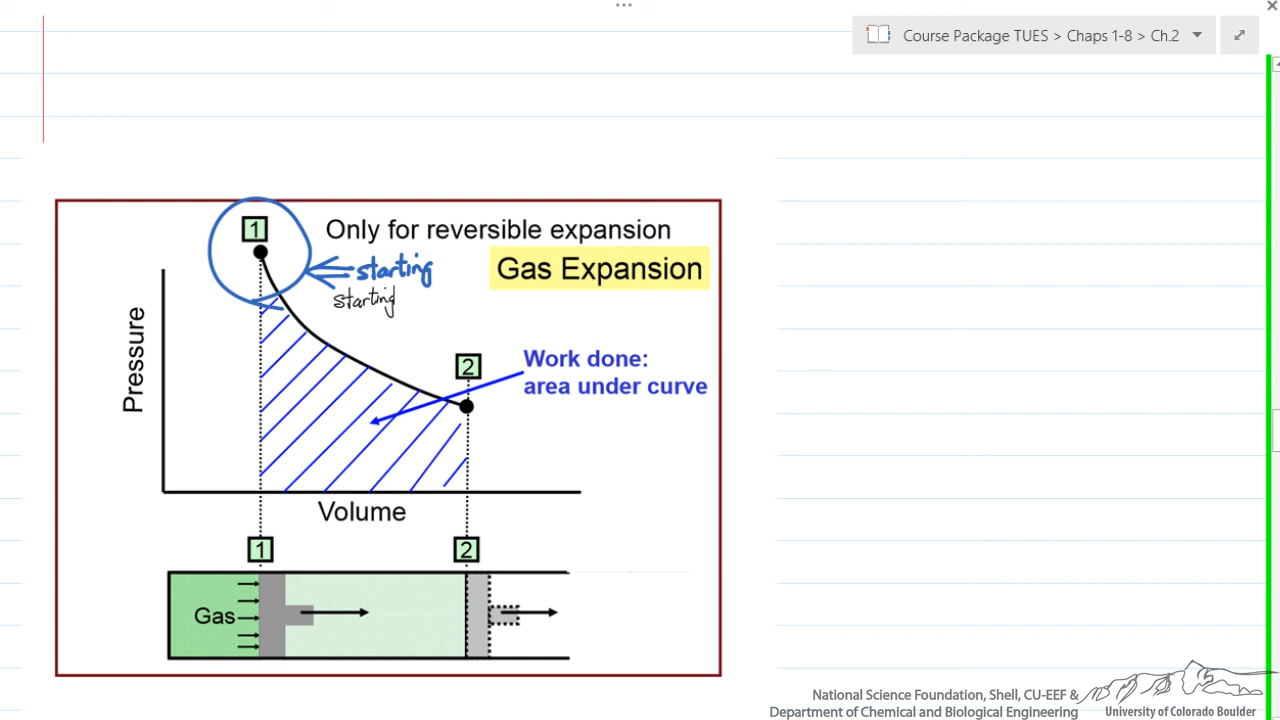 Course Package TUES > Chaps 1-8 > Ch.2
1
Only for reversible expansion
starting
Gas Expansion
starting
Pressure
2
Work done:
area under curve
Volume
1
2
Gas
National Science Foundation, Shell, CU-EEF &
Department of Chemical and Biological Engineering
University of Colorado Boulder